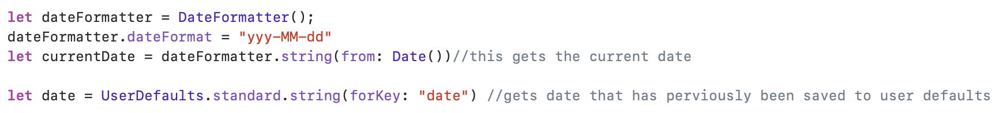 let dateFormatter = DateFormatter();
dateFormatter.dateFormat = "yyy-MM-dd"
let currentDate = dateFormatter.string(from: Date())//this gets the current date
let date = UserDefaults.standard.string(forKey: "date") //gets date that has perviously been saved to user defaults